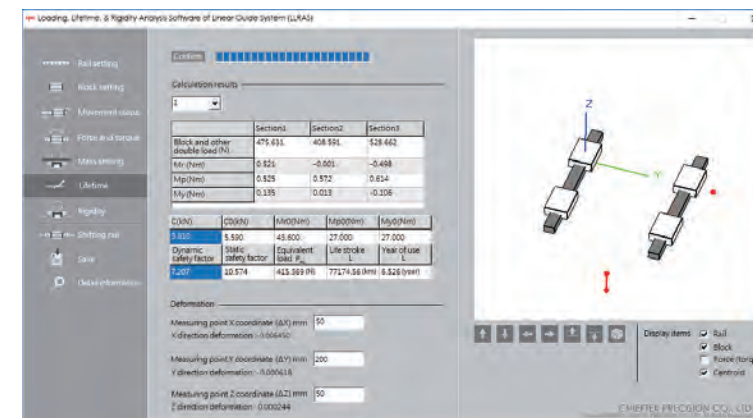 Loading, Lifetime, & Rigidity Analysis Software of Linear Guide System (LLRAS)
Rail setting
Block setting
Movement
Force and torque
Mass setting
Lifetime
Rigidity
Shifting rail
Save
Detail information
Confirm
Calculation results
1
Section1 Section2 Section3
Block and other double load (N) 475.631 408.591 528.662
Mr (Nm) 0.521 -0.001 -0.498
Mp(Nm) 0.525 0.572 0.614
My(Nm) 0.135 0.013 -0.106
C(kN) C0(kN) Mr0(Nm) Mp0(Nm) My0(Nm)
5.590 43.600 27.000 27.000
Dynamic safety factor Static safety factor Equivalent load P_ Life stroke L Year of use L
7.207 10.574 415.369 (N) 77174.56 (km) 6.526 (year)
Deformation
Measuring point X coordinate (ΔX) mm 50
X direction deformation : -0.006450
Measuring point Y coordinate (ΔY) mm 200
Y direction deformation : -0.000618
Measuring point Z coordinate (ΔZ) mm 50
Z direction deformation : 0.000244
Z
Y
Display items Rail
Block
Force (torq
Centroid
CHIEFTEK PRECISION CO., LTD